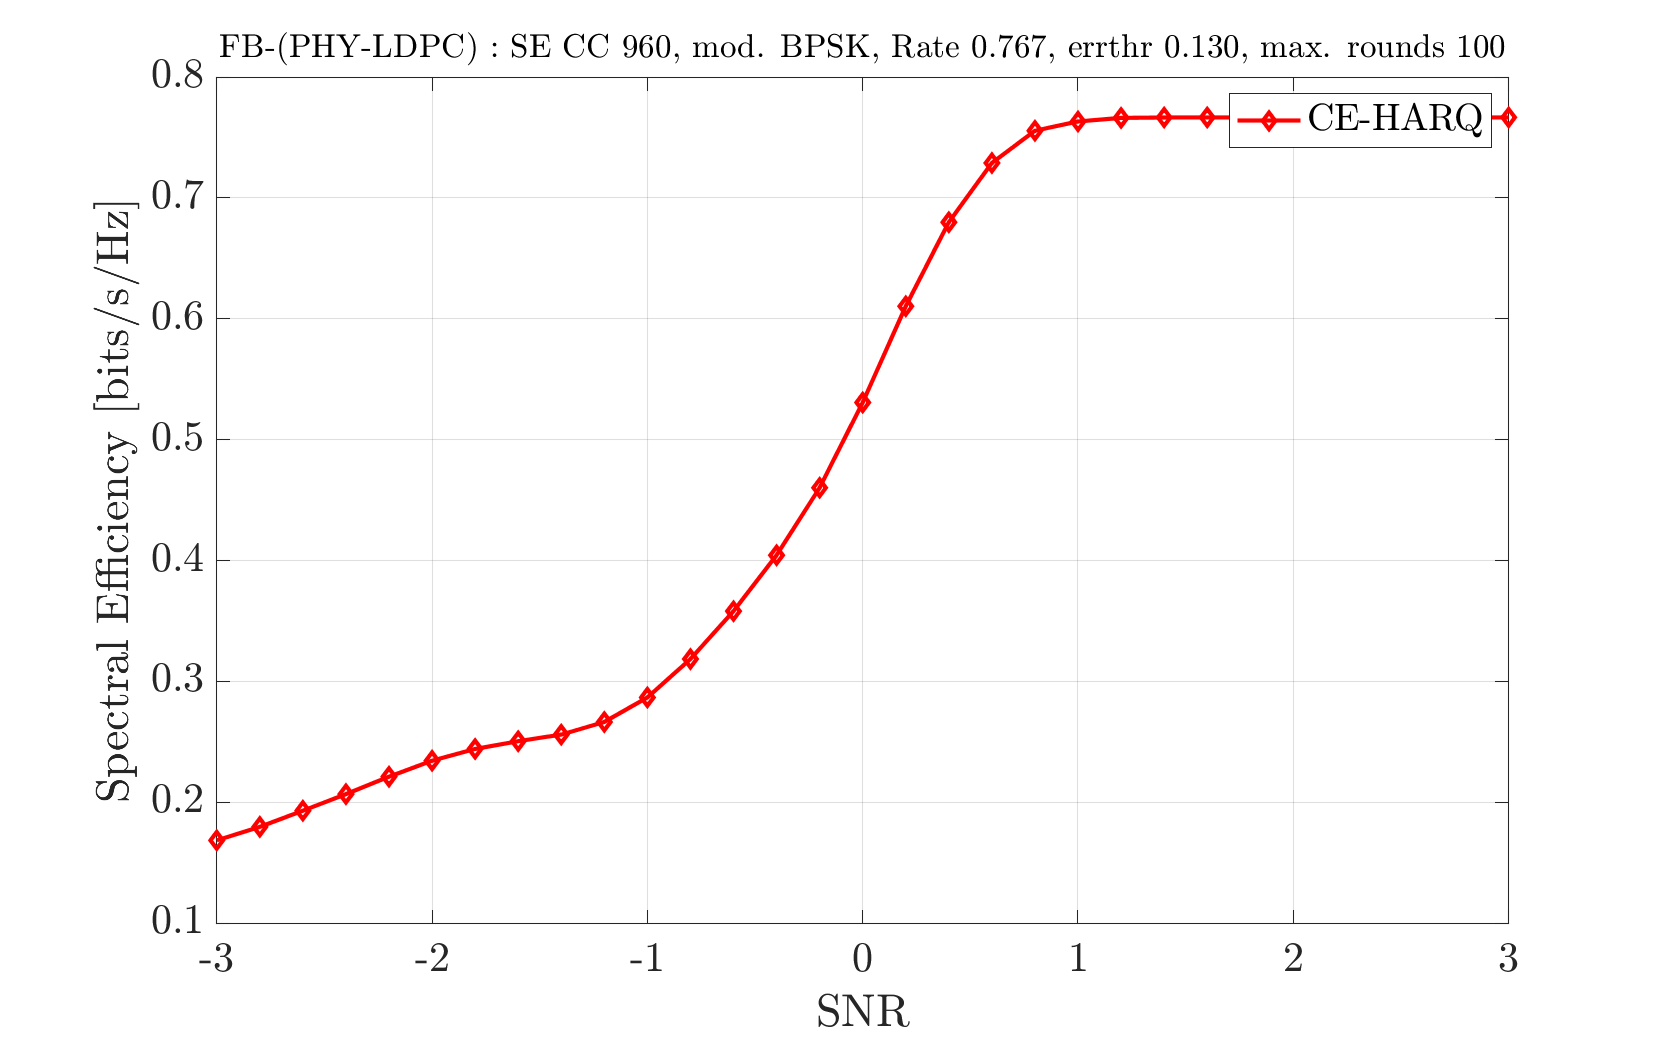 FB-(PHY-LDPC) : SE CC 960, mod. BPSK, Rate 0.767, errthr 0.130, max. rounds 100
CE-HARQ
Spectral Efficiency [bits/s/Hz]
0.8
0.7
0.6
0.5
0.4
0.3
0.2
0.1
-3 -2 -1 0 1 2 3
SNR